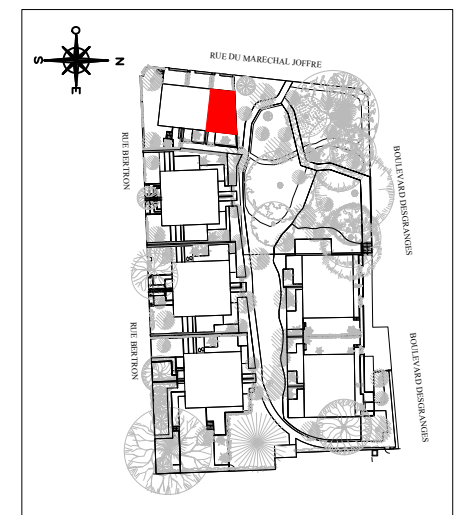 O
S
N
E
RUE DU MARECHAL JOFFRE
RUE BERTRON
BOULEVARD DESGRANGES
RUE BERTRON
BOULEVARD DESGRANGES